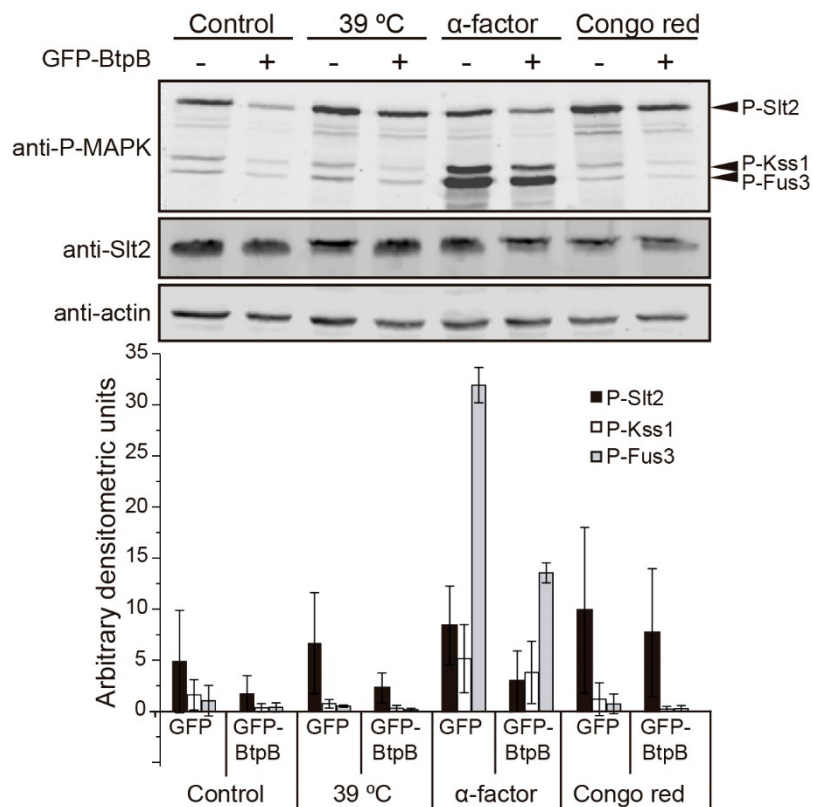 Control 39 ºC α-factor Congo red
GFP-BtpB - + - + - + - +
anti-P-MAPK
P-Slt2
P-Kss1
P-Fus3
anti-Slt2
anti-actin
Arbitrary densitometric units
35
30
25
20
15
10
5
0
P-Slt2
P-Kss1
P-Fus3
GFP GFP-BtpB GFP GFP-BtpB GFP GFP-BtpB GFP GFP-BtpB
Control 39 ºC α-factor Congo red